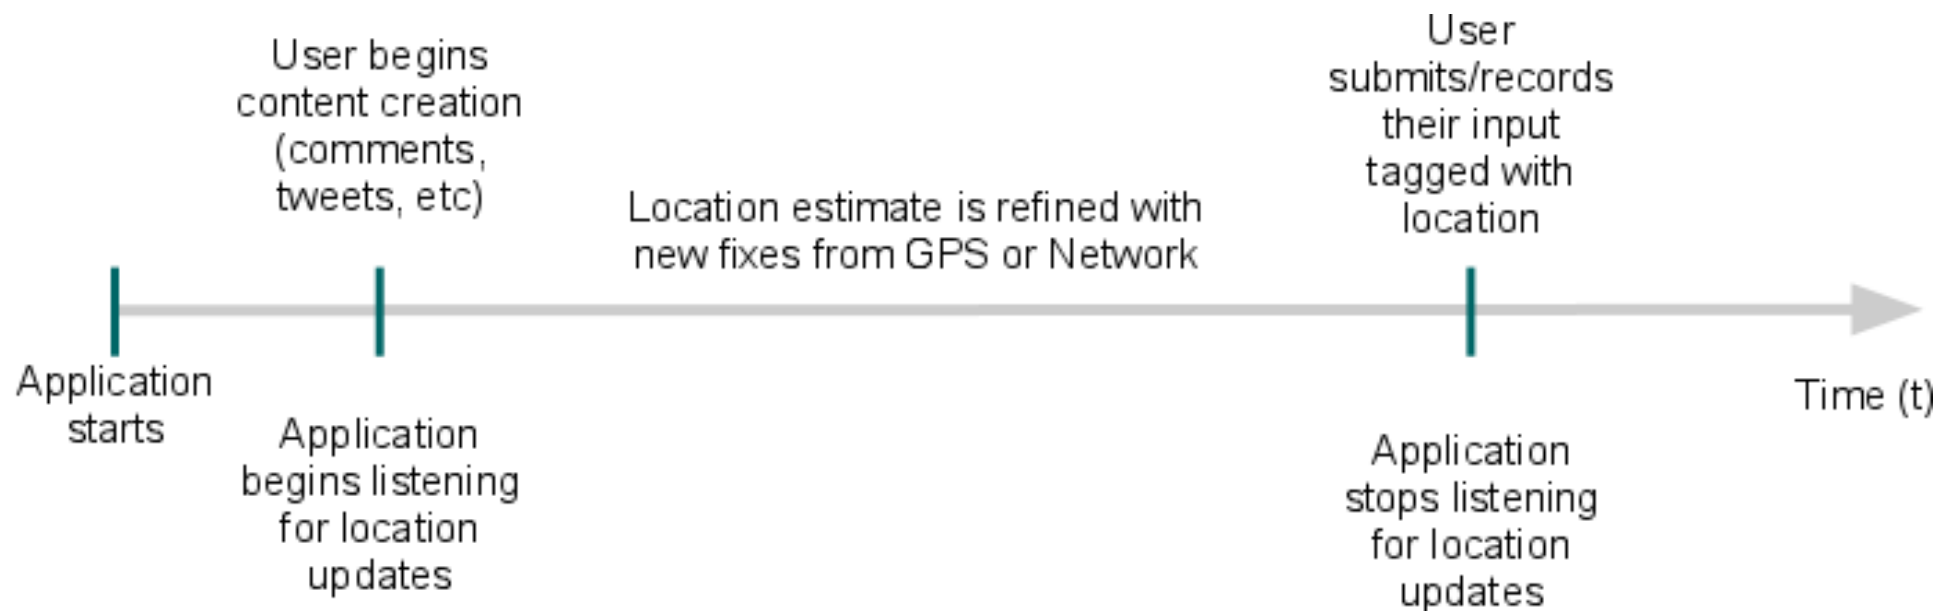 User begins
content creation
(comments,
tweets, etc)
Location estimate is refined with
new fixes from GPS or Network
User
submits/records
their input
tagged with
location
Application
starts
Application
begins listening
for location
updates
Application
stops listening
for location
updates
Time (t)